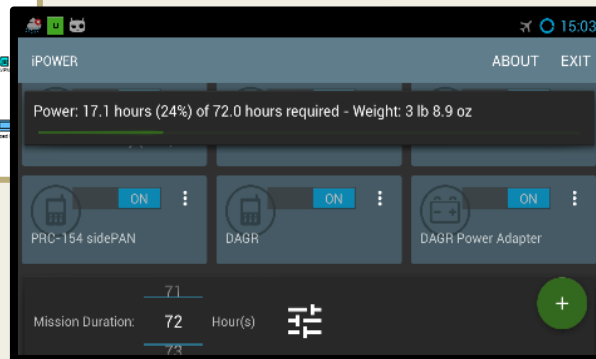 15:03
iPOWER ABOUT EXIT
Power: 17.1 hours (24%) of 72.0 hours required - Weight: 3 lb 8.9 oz
ON ON ON
PRC-154 sidePAN DAGR DAGR Power Adapter
71
Mission Duration: 72 Hour(s)
73
+